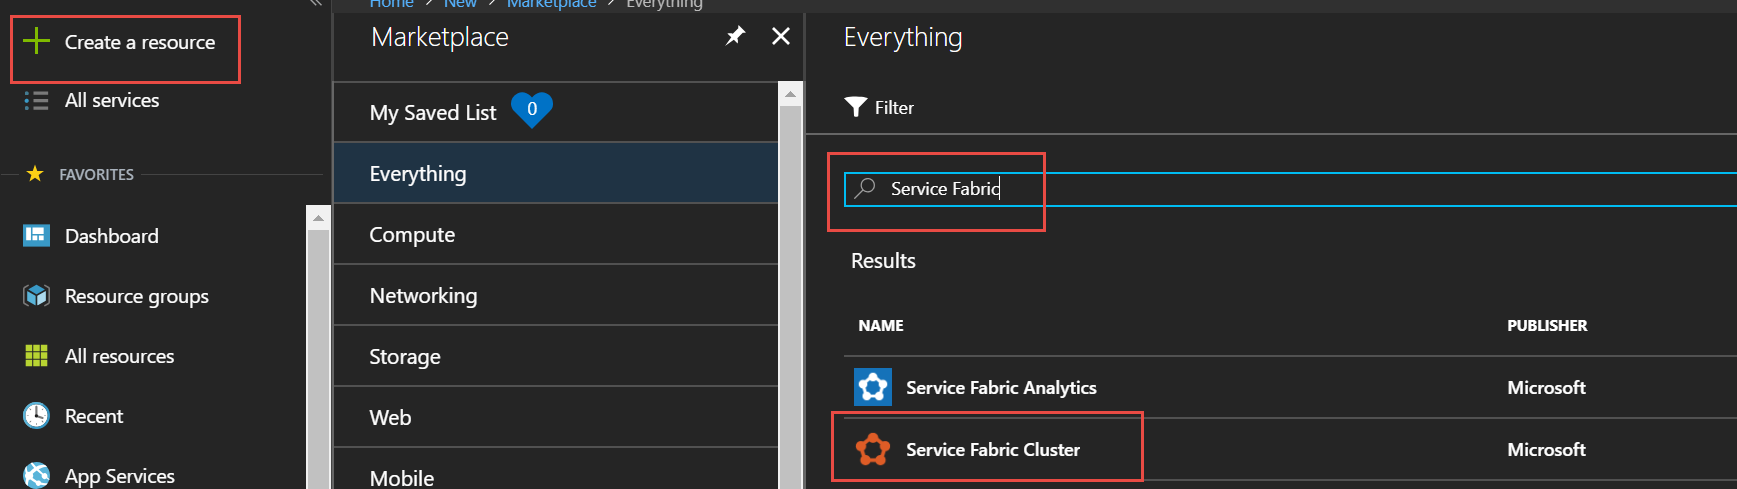 Home > New > Marketplace > Everything
Create a resource
All services
FAVORITES
Dashboard
Resource groups
All resources
Recent
App Services
Marketplace
My Saved List 0
Everything
Compute
Networking
Storage
Web
Mobile
Everything
Filter
Service Fabric
Results
NAME PUBLISHER
Service Fabric Analytics Microsoft
Service Fabric Cluster Microsoft